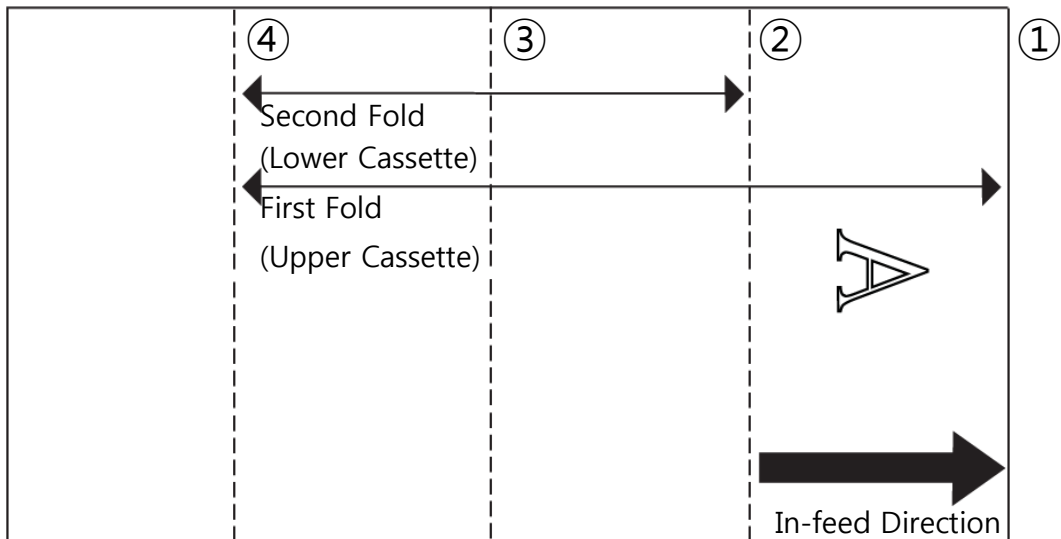 ④ ③ ② ①
Second Fold
(Lower Cassette)
First Fold
(Upper Cassette)
A
In-feed Direction